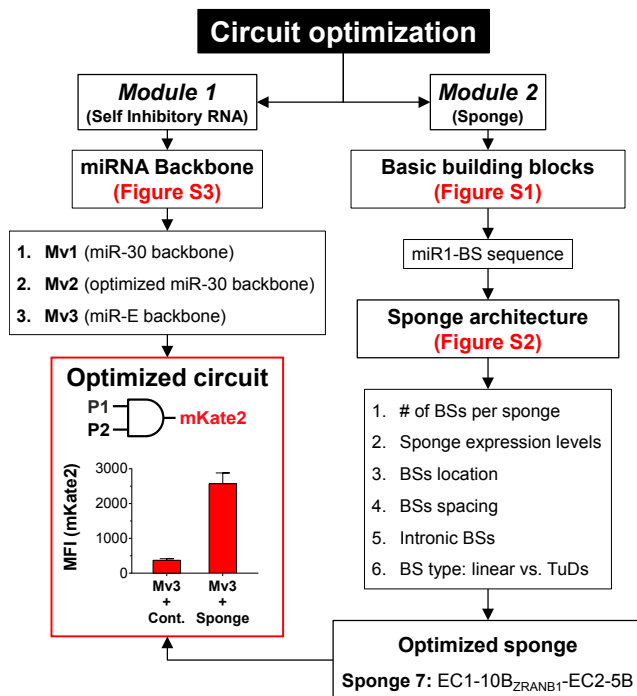 Circuit optimization
Module 1
(Self Inhibitory RNA)
miRNA Backbone
(Figure S3)
1. Mv1 (miR-30 backbone)
2. Mv2 (optimized miR-30 backbone)
3. Mv3 (miR-E backbone)
Optimized circuit
P1
P2
mKate2
MFI (mKate2)
3000
2000
1000
0
Mv3 + Cont.
Mv3 + Sponge
Module 2
(Sponge)
Basic building blocks
(Figure S1)
miR1-BS sequence
Sponge architecture
(Figure S2)
1. # of BSs per sponge
2. Sponge expression levels
3. BSs location
4. BSs spacing
5. Intronic BSs
6. BS type: linear vs. TuDs
Optimized sponge
Sponge 7: EC1-10BZRANB1-EC2-5B